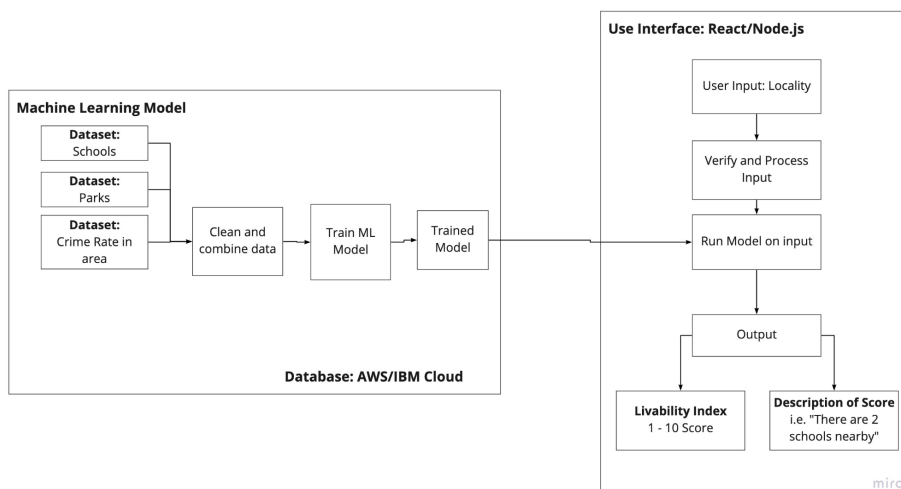 Machine Learning Model
Dataset:
Schools
Dataset:
Parks
Dataset:
Crime Rate in
area
Clean and
combine data
Train ML
Model
Trained
Model
Database: AWS/IBM Cloud
Use Interface: React/Node.js
User Input: Locality
Verify and Process
Input
Run Model on input
Output
Livability Index
1 - 10 Score
Description of Score
i.e. "There are 2
schools nearby"
miro